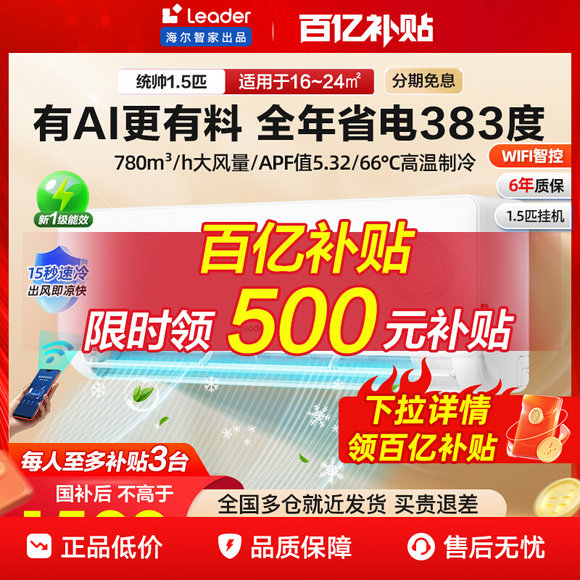 Leader
海尔智家出品
百亿补贴
统帅1.5匹
适用于16~24㎡
分期免息
有AI更有料 全年省电383度
780m³/h大风量/APF值5.32/66°C高温制冷
WIFI智控
6年质保
1.5匹挂机
新1级能效
15秒速冷
出风即凉快
百亿补贴
限时领500元补贴
下拉详情
领百亿补贴
每人至多补贴3台
国补后 不高于
全国多仓就近发货 买贵退差
正品低价
品质保障
售后无忧